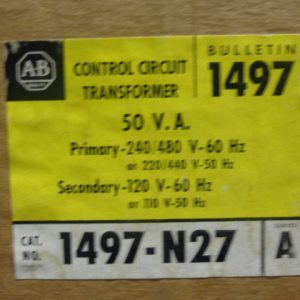 BULLETIN
A-B
CONTROL CIRCUIT
TRANSFORMER
1497
50 V.A.
Primary-240/480 V-60 Hz
or 220/440 V-50 Hz
Secondary-120 V-60 Hz
or 110 V-50 Hz
CAT.
NO.
1497-N27
SERIES
A